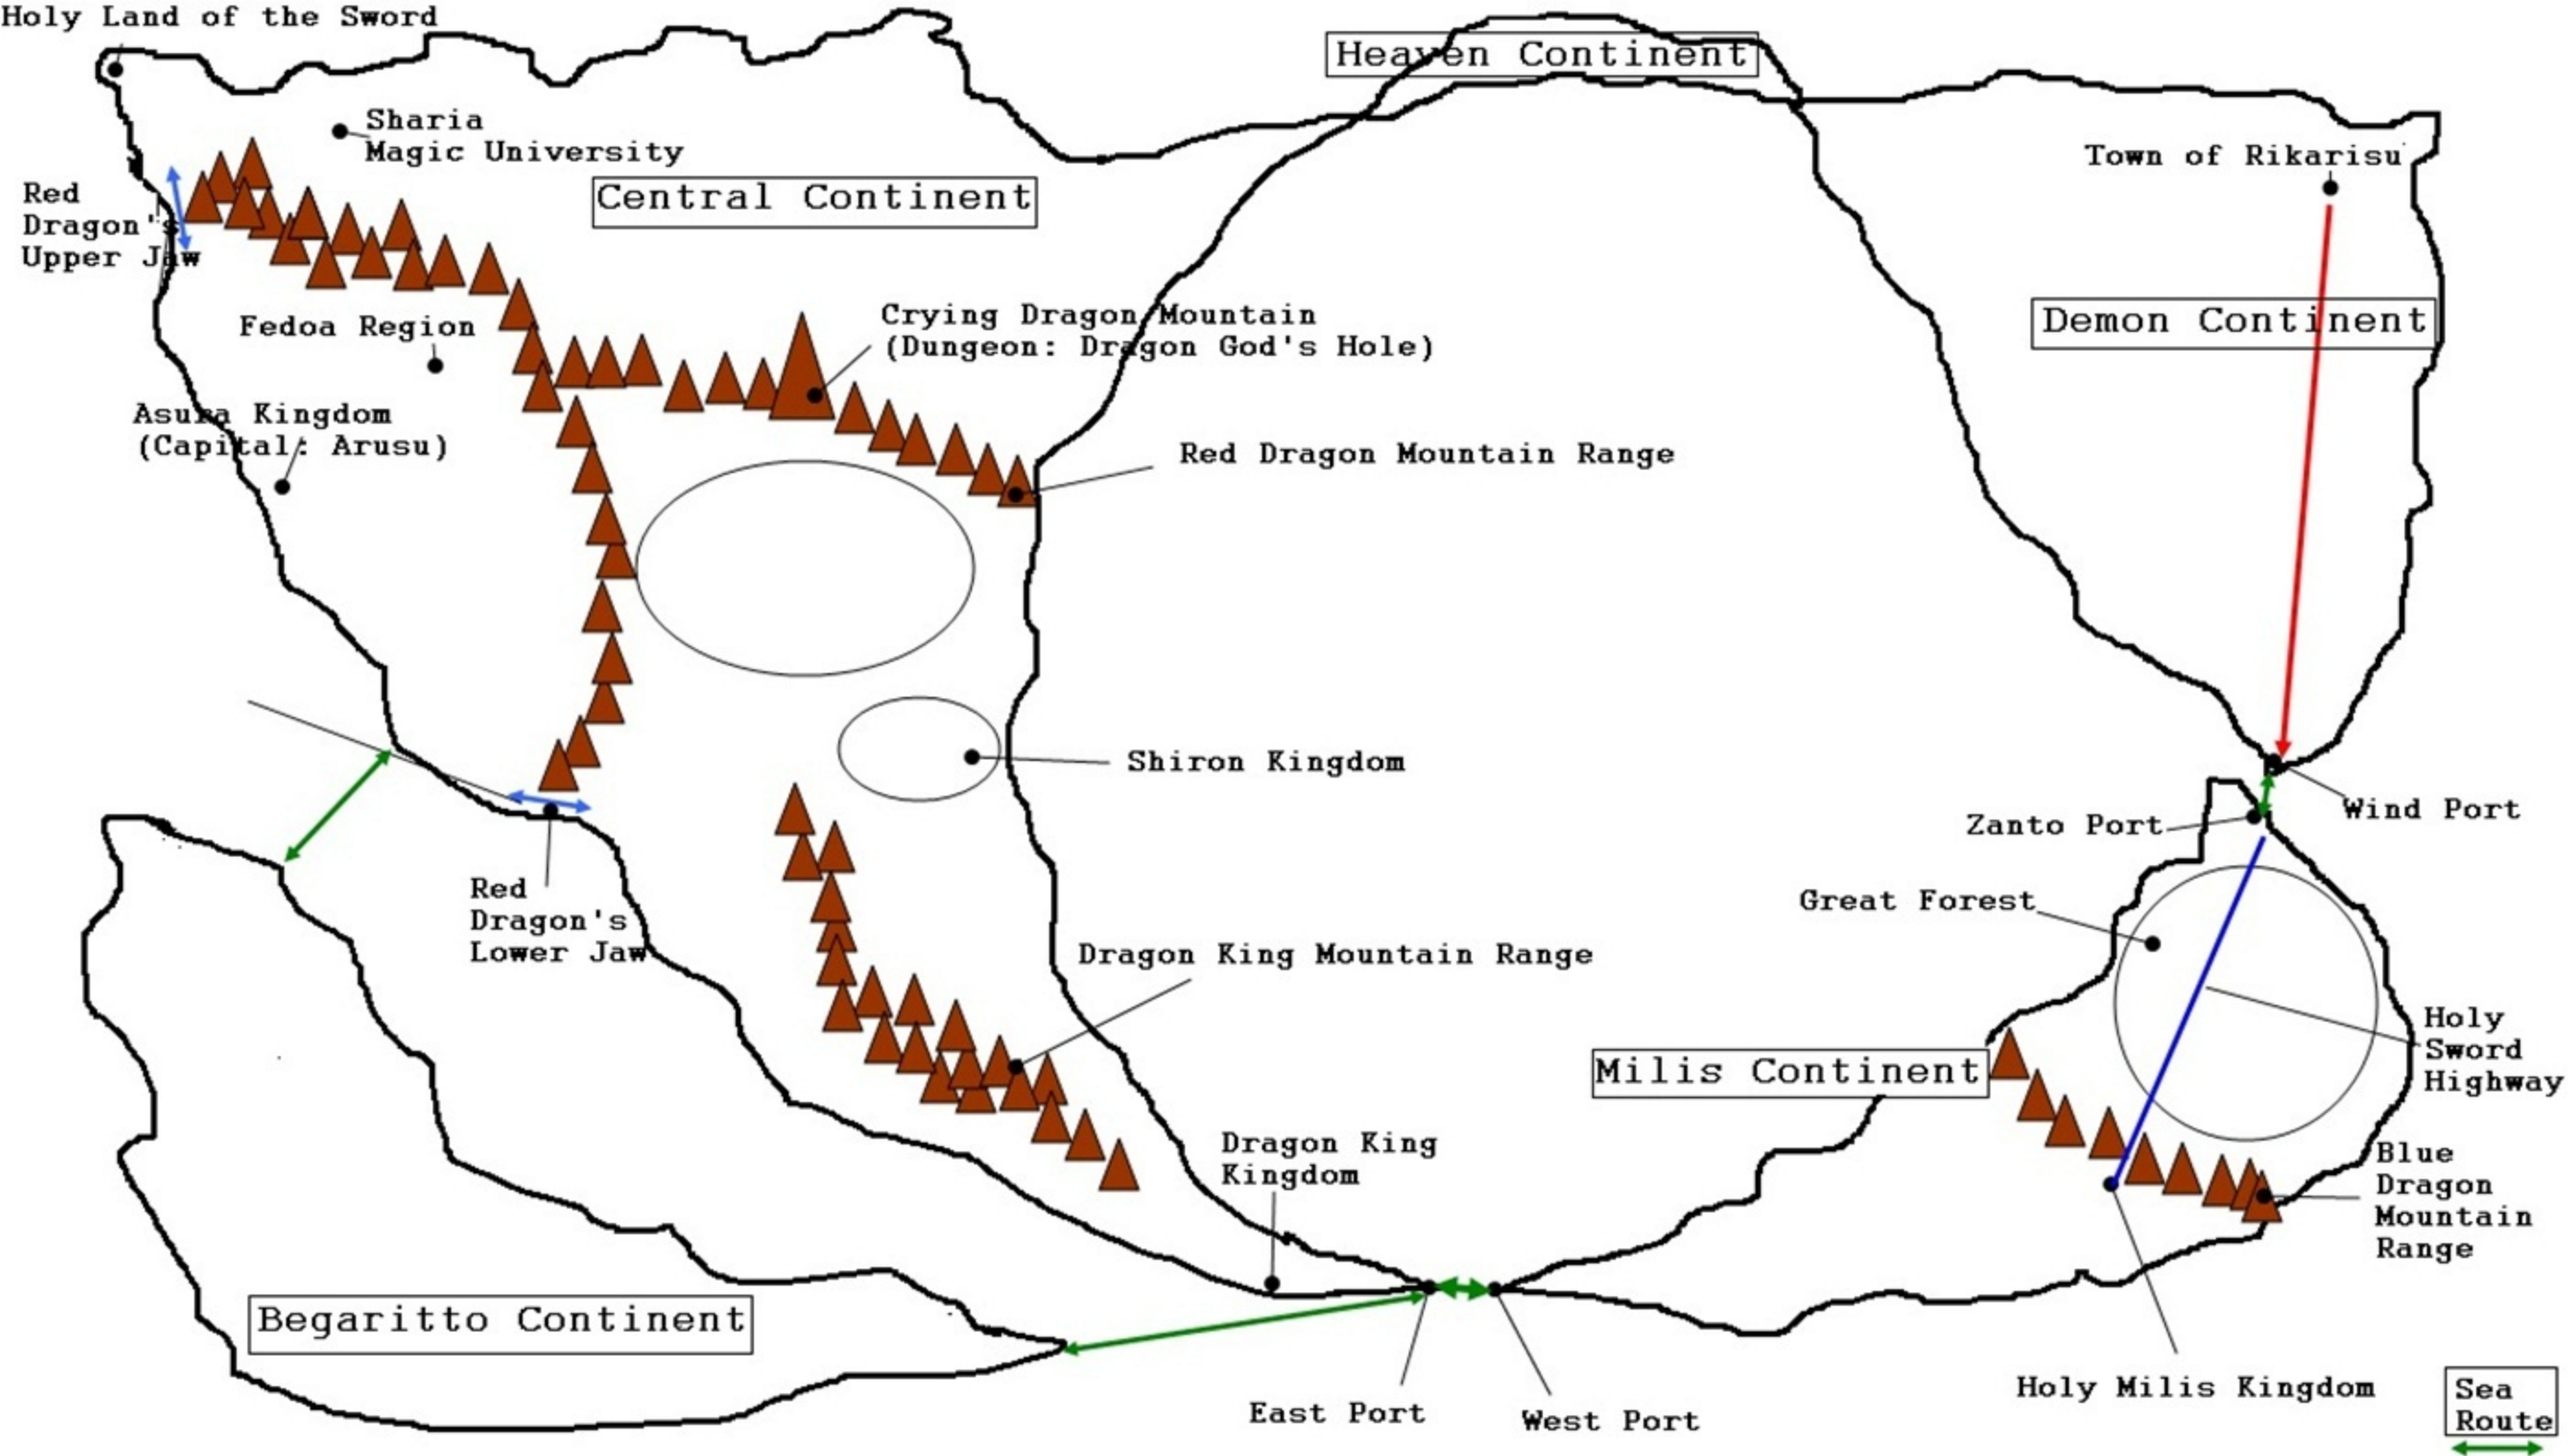 Holy Land of the Sword
Heaven Continent
Sharia
Magic University
Town of Rikarisu
Red
Dragon's
Upper Jaw
Central Continent
Crying Dragon Mountain
(Dungeon: Dragon God's Hole)
Demon Continent
Fedoa Region
Asura Kingdom
(Capital: Arusu)
Red Dragon Mountain Range
Shiron Kingdom
Wind Port
Zanto Port
Red
Dragon's
Lower Jaw
Great Forest
Dragon King Mountain Range
Holy
Sword
Highway
Milis Continent
Dragon King
Kingdom
Blue
Dragon
Mountain
Range
Begaritto Continent
East Port
West Port
Holy Milis Kingdom
Sea
Route